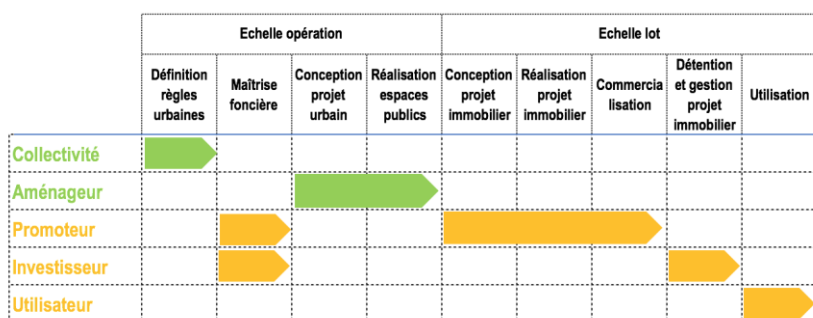 Echelle opération
Echelle lot
Définition
règles
urbaines
Maîtrise
foncière
Conception
projet
urbain
Réalisation
espaces
publics
Conception
projet
immobilier
Réalisation
projet
immobilier
Commercia
lisation
Détention
et gestion
projet
immobilier
Utilisation
Collectivité
Aménageur
Promoteur
Investisseur
Utilisateur